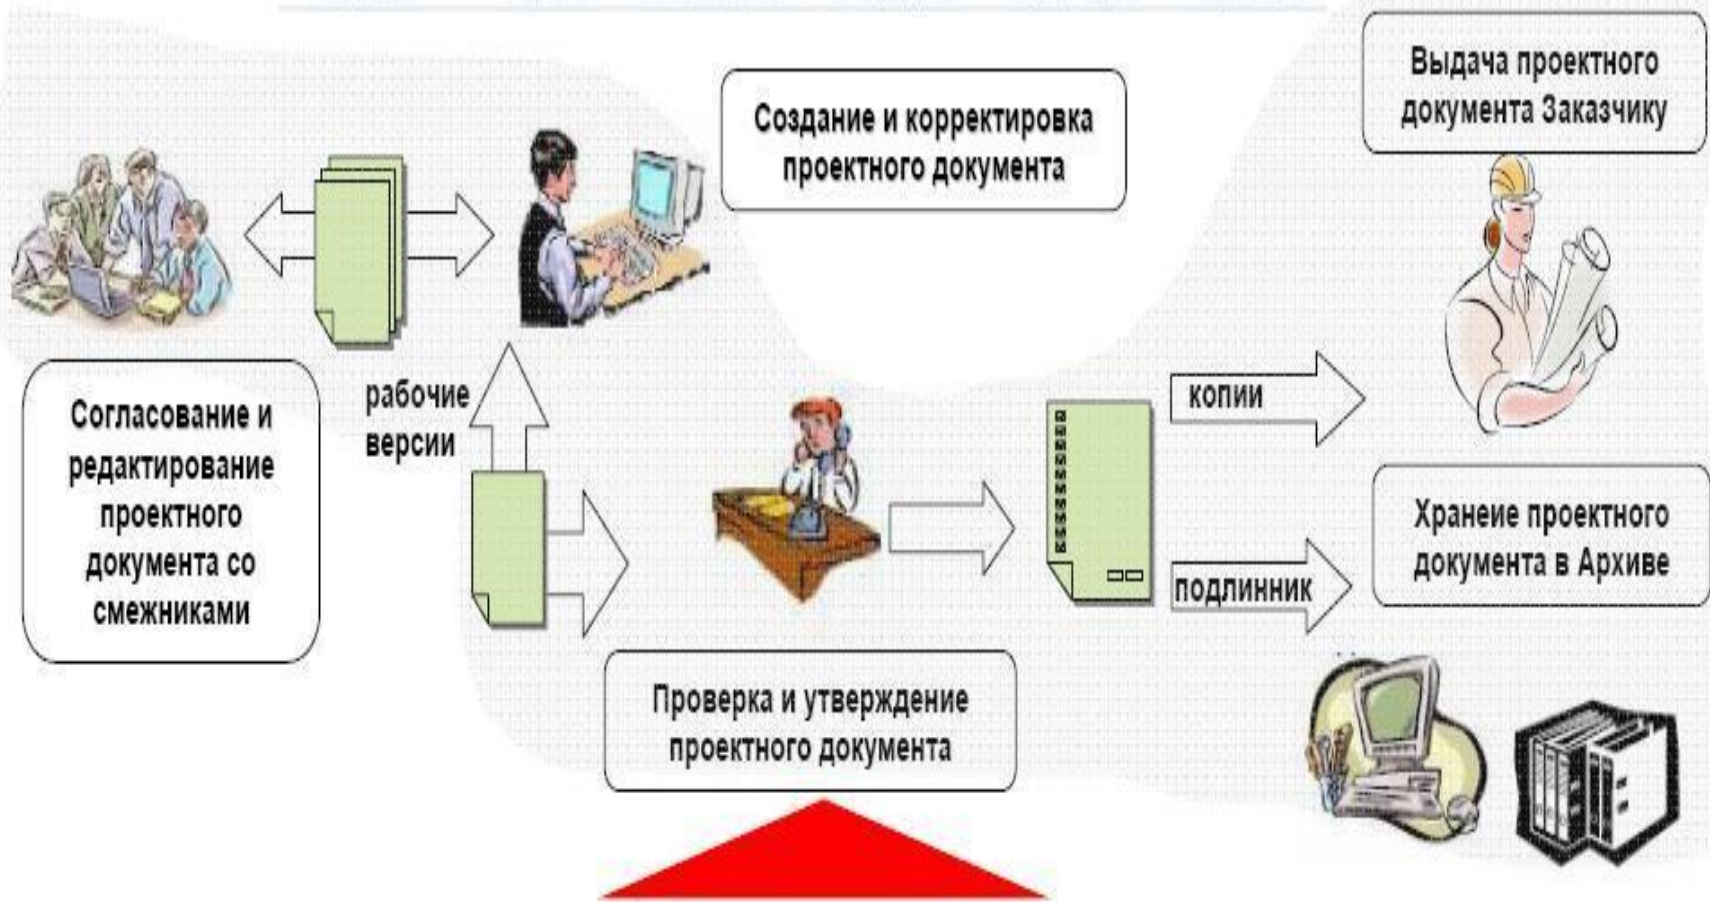 Создание и корректировка
проектного документа
Выдача проектного
документа Заказчику
Согласование и
редактирование
проектного
документа со
смежниками
рабочие
версии
копии
подлинник
Хранеие проектного
документа в Архиве
Проверка и утверждение
проектного документа